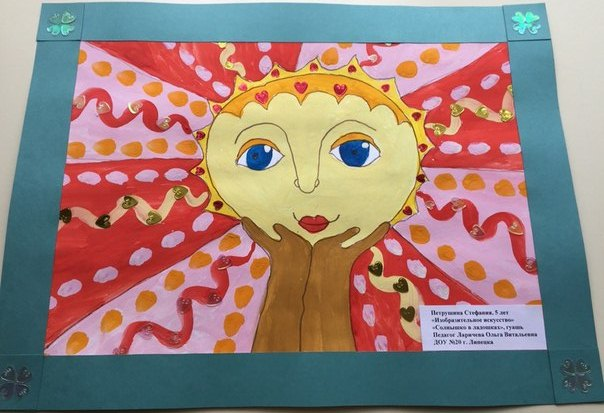 Петрушина Стефания, 5 лет
«Изобразительное искусство»
«Солнышко в ладошках», гуашь
Педагог Ларичева Ольга Витальевна
ДОУ №20 г. Липецка